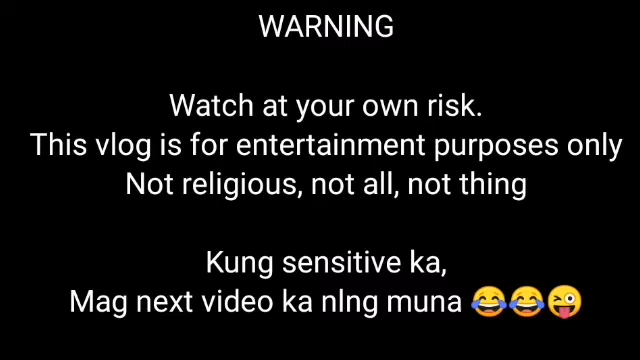 WARNING
Watch at your own risk.
This vlog is for entertainment purposes only
Not religious, not all, not thing
Kung sensitive ka,
Mag next video ka nlng muna 😂😂😜